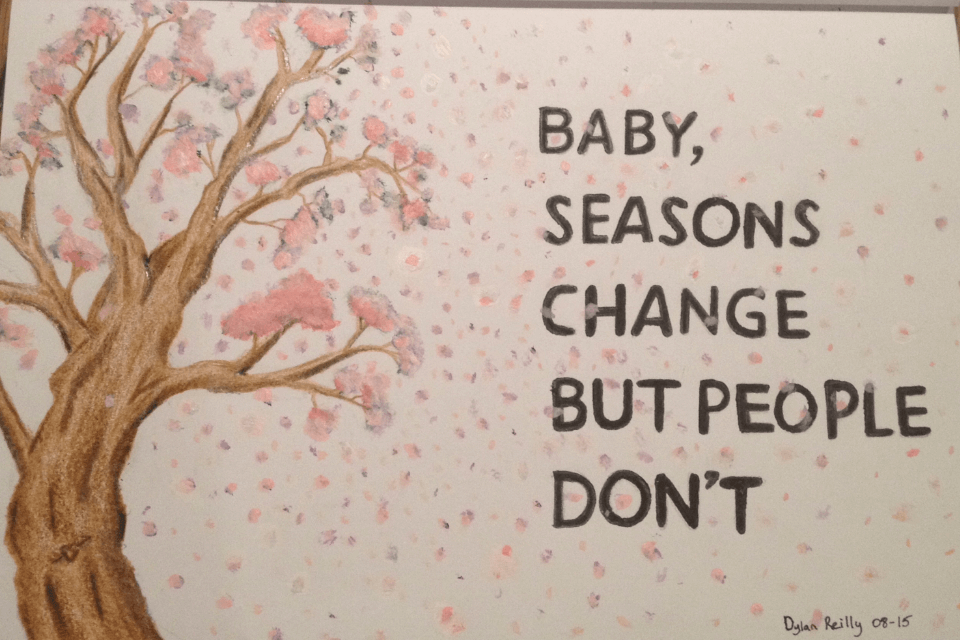 BABY,
SEASONS
CHANGE
BUT PEOPLE
DON'T
Dylan Reilly 08-15